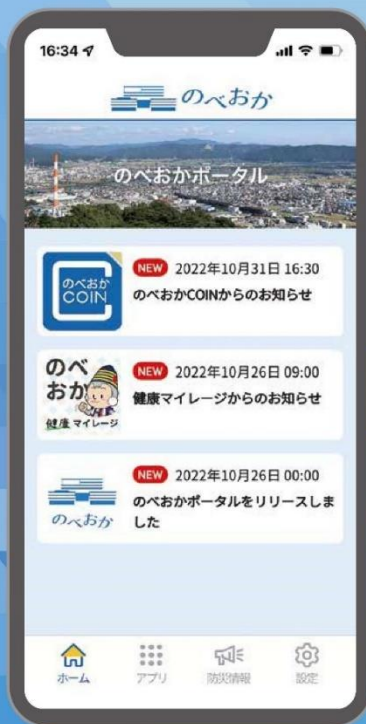 16:34
のべおか
のべおかポータル
のべおか
COIN
NEW 2022年10月31日 16:30
のべおかCOINからのお知らせ
のべ
おか
健康マイレージ
NEW 2022年10月26日 09:00
健康マイレージからのお知らせ
のべおか
NEW 2022年10月26日 00:00
のべおかポータルをリリースしま
した
ホーム アプリ 防災情報 設定